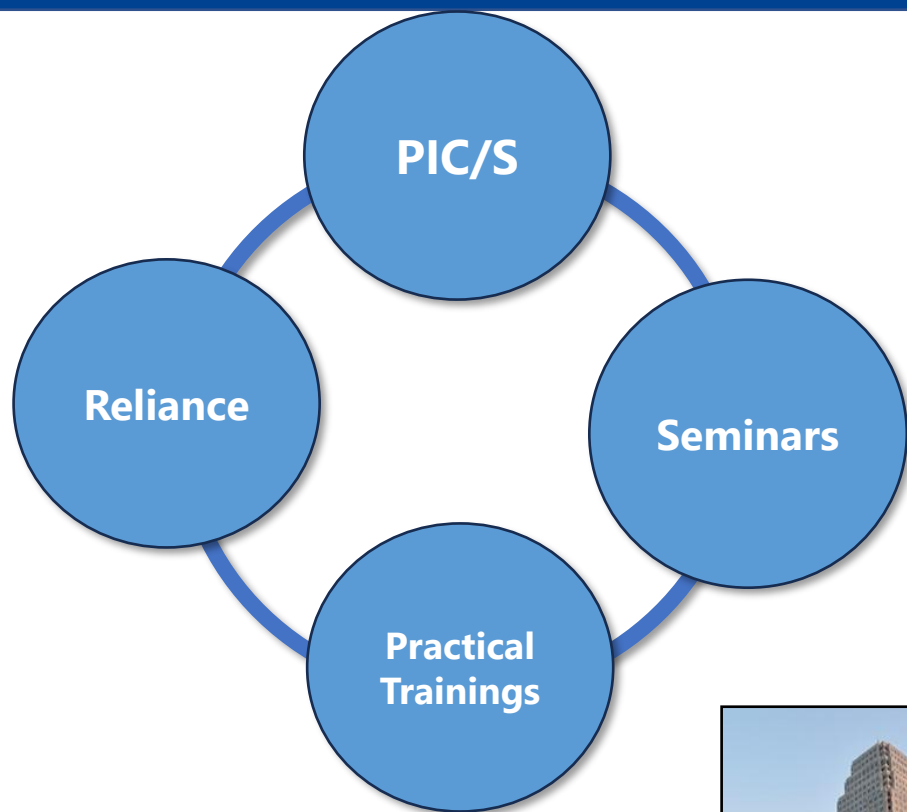 PIC/S
Reliance
Seminars
Practical
Trainings